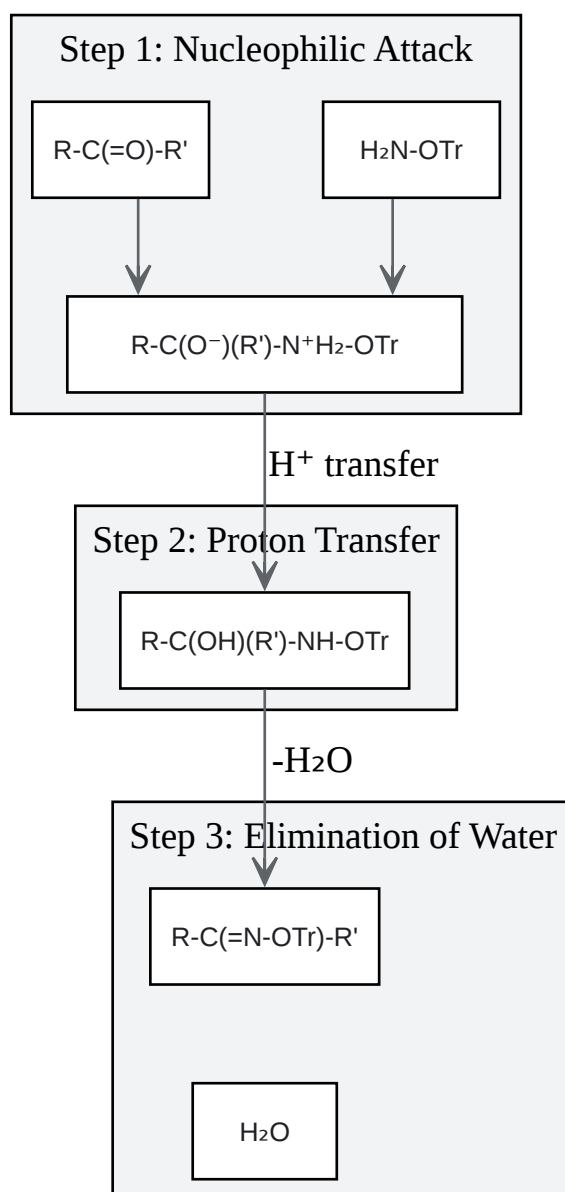 Step 1: Nucleophilic Attack
R-C(=O)-R'
H₂N-OTr
R-C(O⁻)(R')-N⁺H₂-OTr
H⁺ transfer
Step 2: Proton Transfer
R-C(OH)(R')-NH-OTr
-H₂O
Step 3: Elimination of Water
R-C(=N-OTr)-R'
H₂O